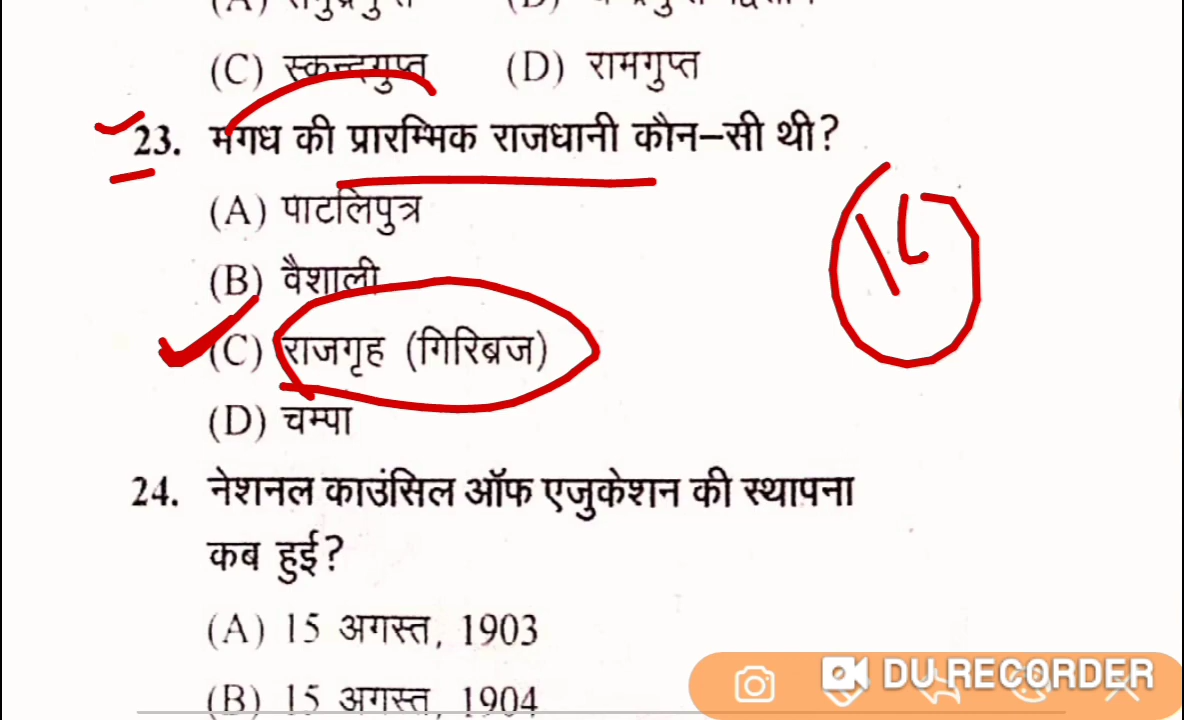 (C) स्कन्दगुप्त (D) रामगुप्त
23. मगध की प्रारम्भिक राजधानी कौन–सी थी?
(A) पाटलिपुत्र
(B) वैशाली
(C) राजगृह (गिरिब्रज)
(D) चम्पा
24. नेशनल काउंसिल ऑफ एजुकेशन की स्थापना
कब हुई?
(A) 15 अगस्त, 1903
(B) 15 अगस्त, 1904
DU RECORDER